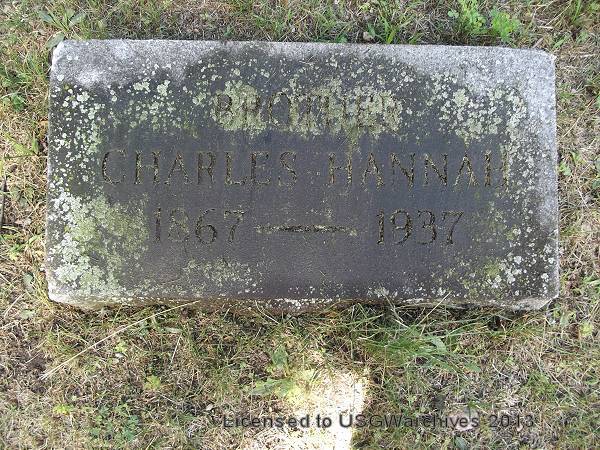 BROTHER
CHARLES HANNAH
1867 — 1937
Licensed to USGWarchives 2013